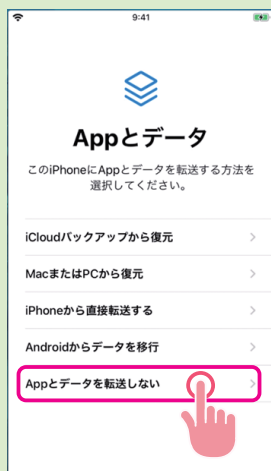 9:41
Appとデータ
このiPhoneにAppとデータを転送する方法を
選択してください。
iCloudバックアップから復元
MacまたはPCから復元
iPhoneから直接転送する
Androidからデータを移行
Appとデータを転送しない